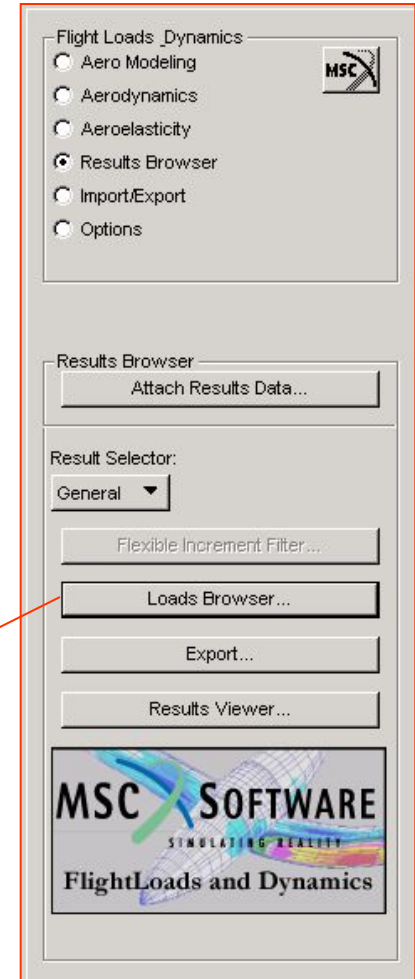 Flight Loads _Dynamics
Aero Modeling
MSC
Aerodynamics
Aeroelasticity
Results Browser
Import/Export
Options
Results Browser
Attach Results Data...
Result Selector:
General
Flexible Increment Filter...
Loads Browser...
Export...
Results Viewer...
MSC SOFTWARE
SIMULATING REALITY
FlightLoads and Dynamics